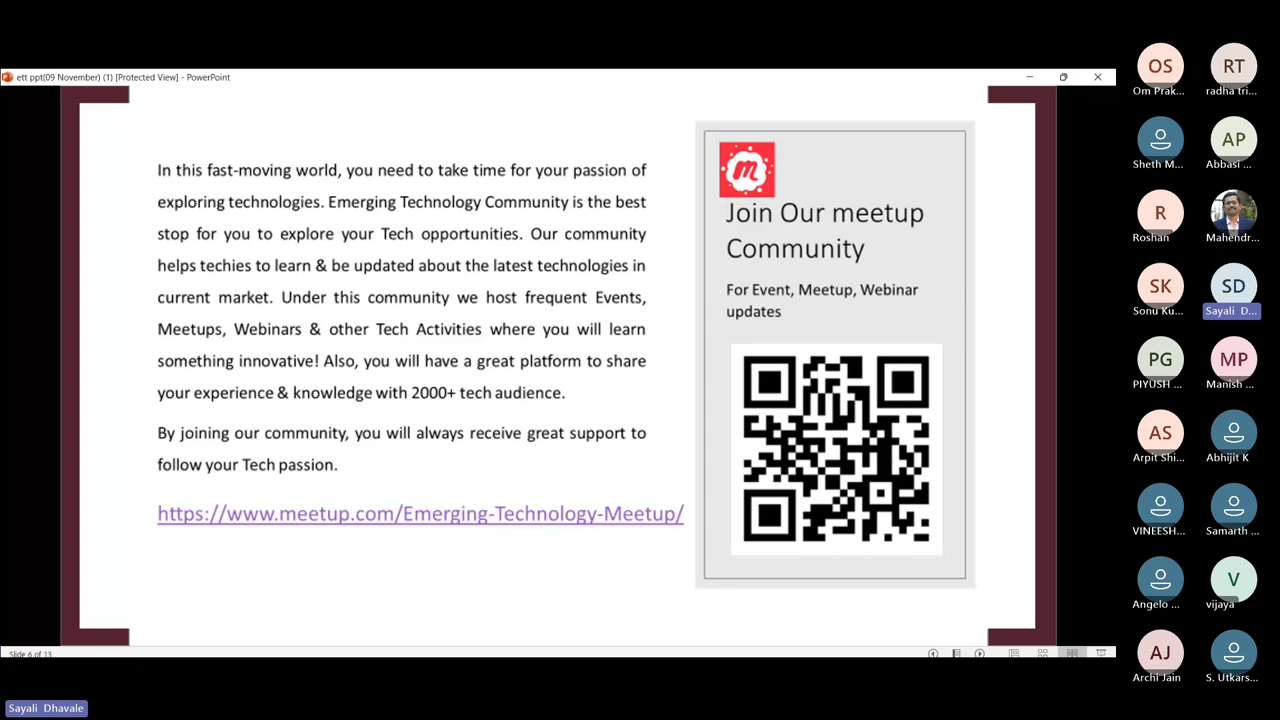 ett ppt(09 November) (1) [Protected View] - PowerPoint
In this fast-moving world, you need to take time for your passion of
exploring technologies. Emerging Technology Community is the best
stop for you to explore your Tech opportunities. Our community
helps techies to learn & be updated about the latest technologies in
current market. Under this community we host frequent Events,
Meetups, Webinars & other Tech Activities where you will learn
something innovative! Also, you will have a great platform to share
your experience & knowledge with 2000+ tech audience.
By joining our community, you will always receive great support to
follow your Tech passion.
https://www.meetup.com/Emerging-Technology-Meetup/
m
Join Our meetup
Community
For Event, Meetup, Webinar
updates
Slide 6 of 13
OS
Om Prak...
RT
radha tri...
Sheth M...
AP
Abbasi ...
R
Roshan
Mahendr...
SK
Sonu Ku...
SD
Sayali D...
PG
PIYUSH ...
MP
Manish ...
AS
Arpit Shi...
Abhijit K
VINEESH...
Samarth ...
Angelo ...
V
vijaya
AJ
Archi Jain
S. Utkars...
Sayali Dhavale